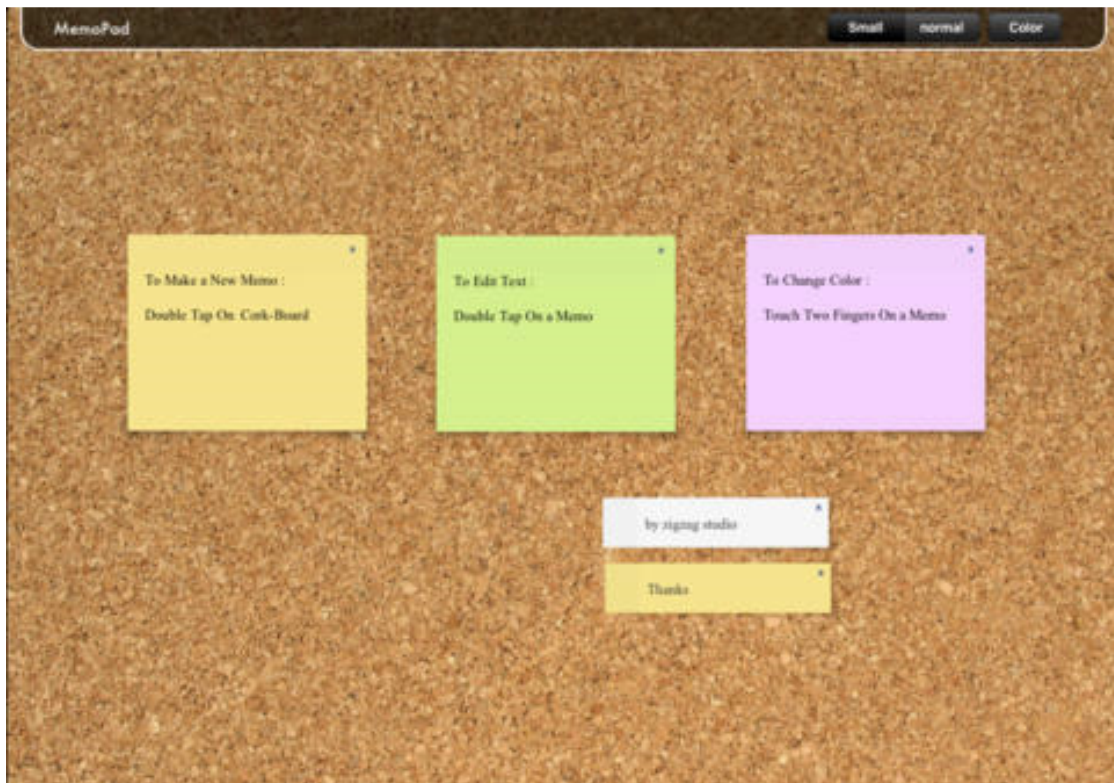 MemoPad
Small normal Color
To Make a New Memo :
Double Tap On Cork-Board
To Edit Text :
Double Tap On a Memo
To Change Color :
Touch Two Fingers On a Memo
by zigzag studio
Thanks